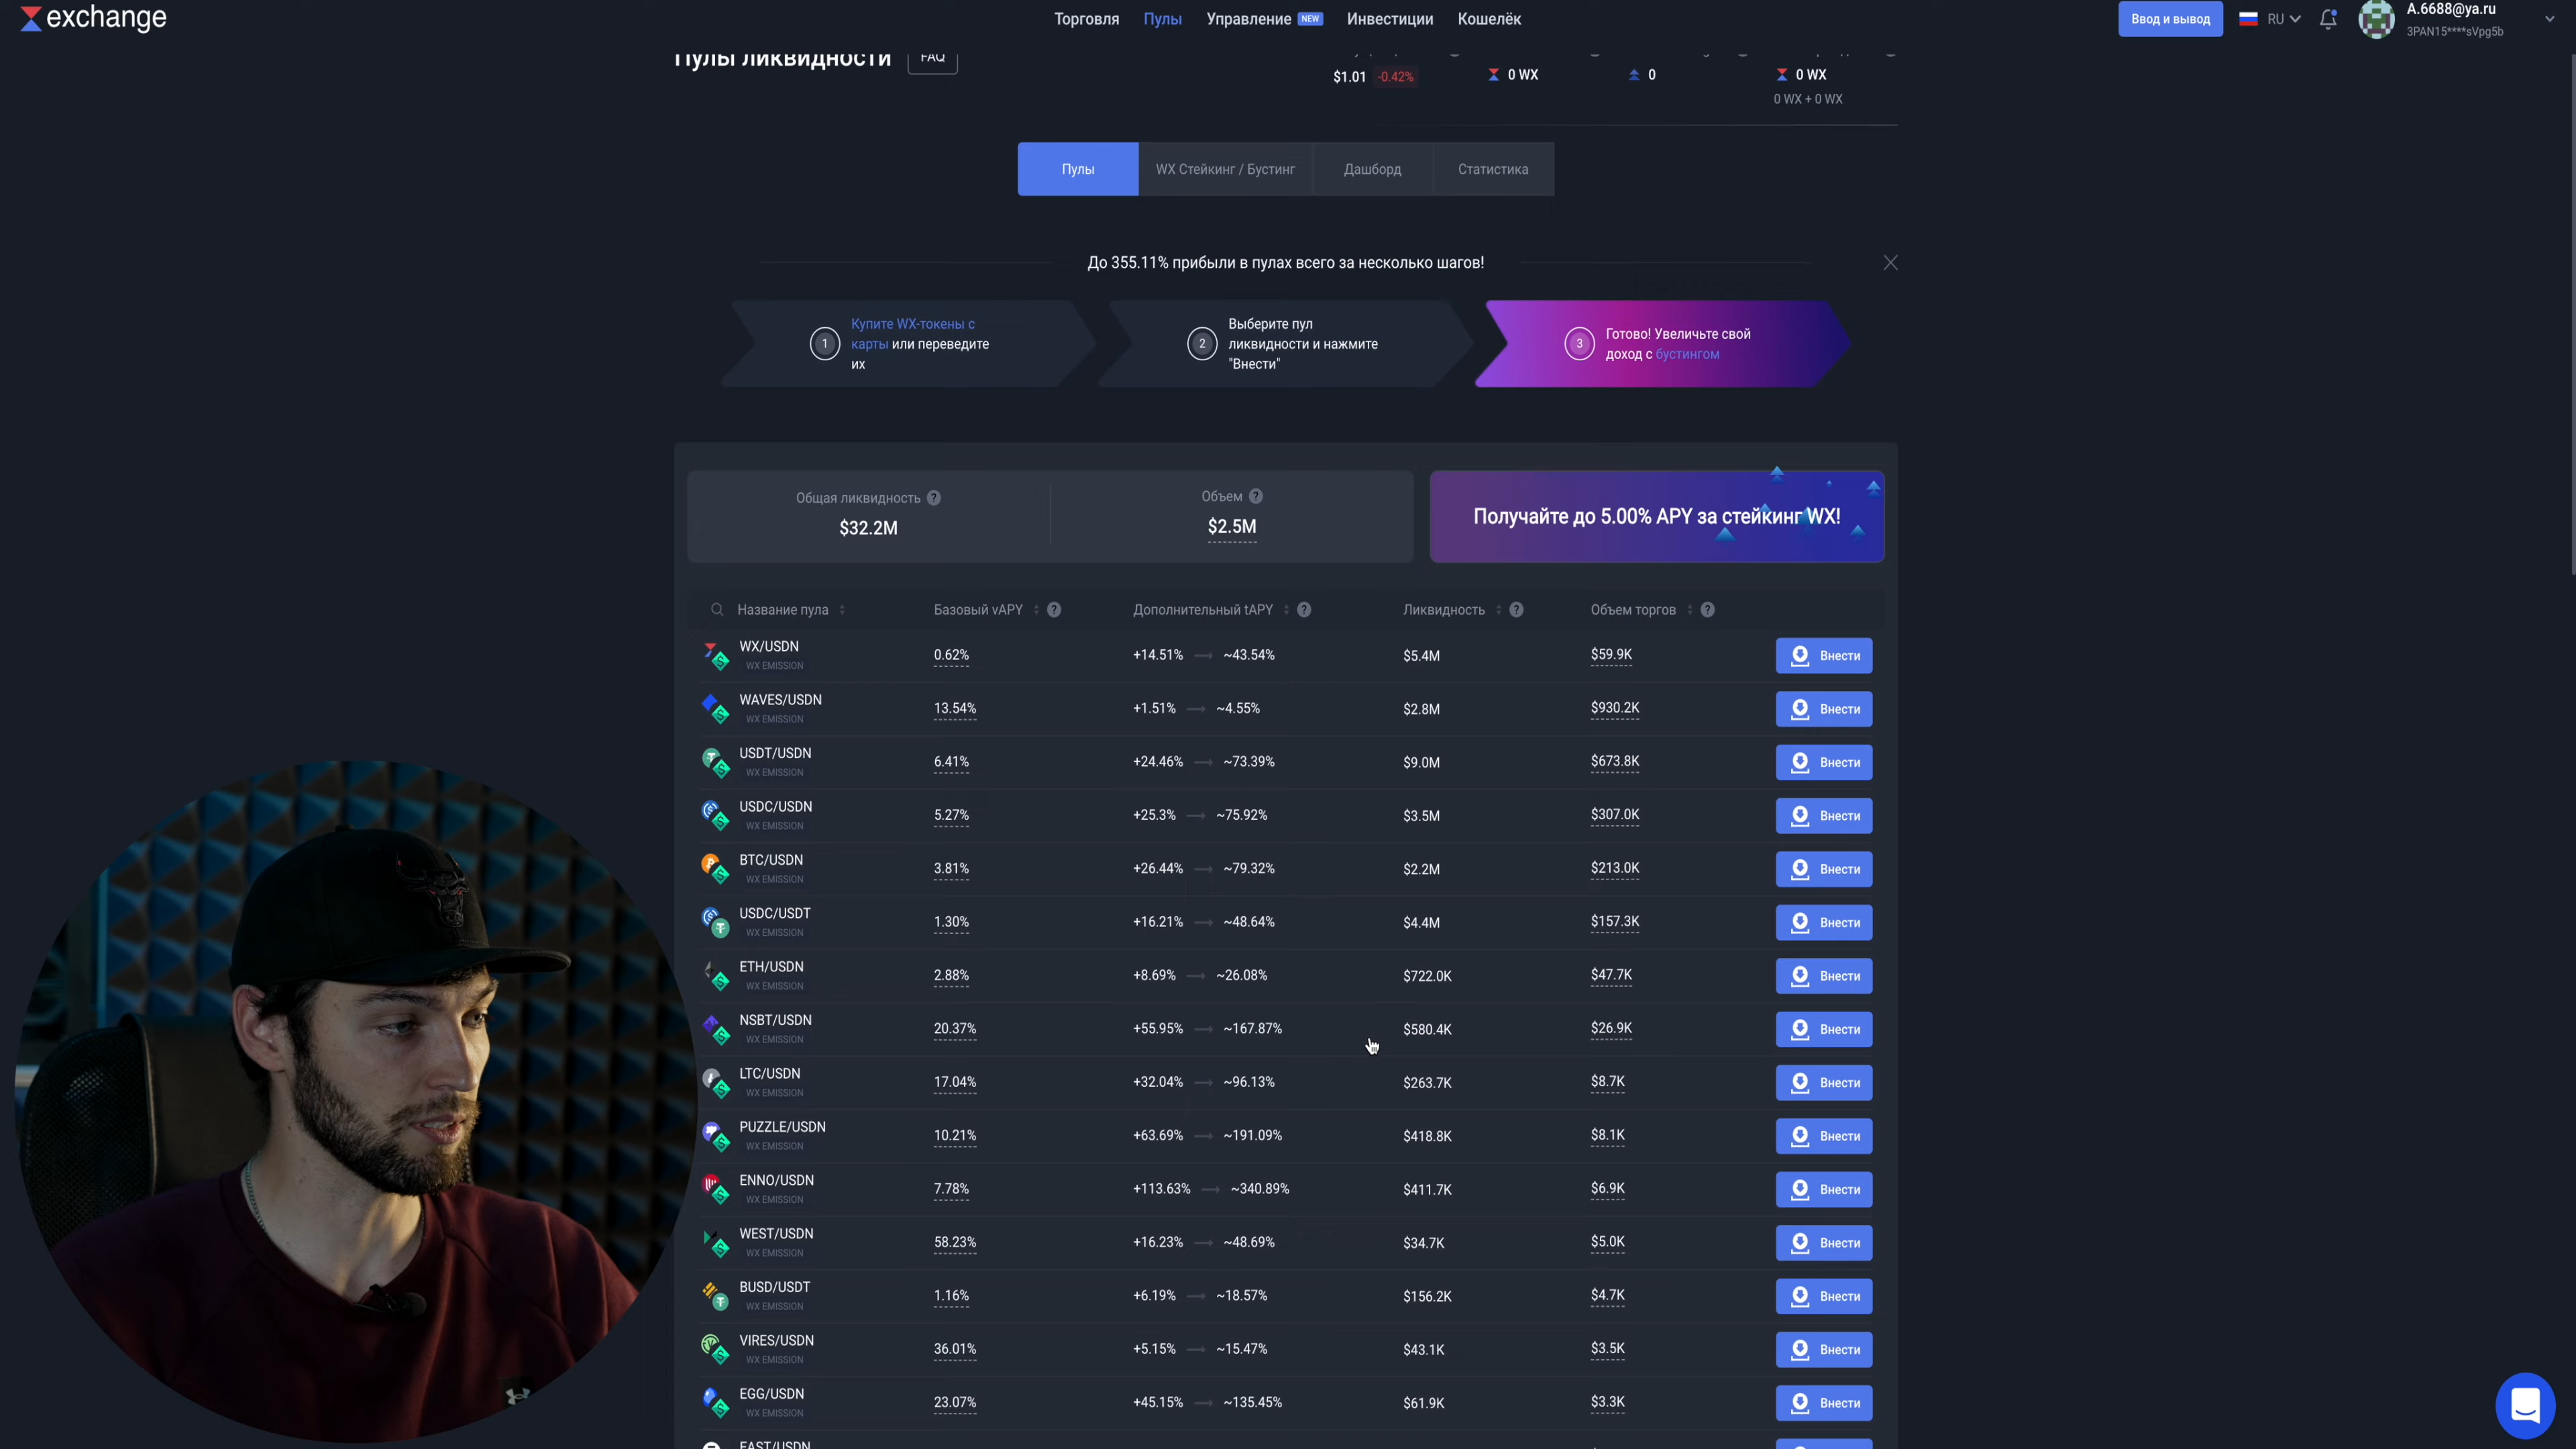 exchange
Торговля Пулы Управление NEW Инвестиции Кошелёк
Ввод и вывод RU A.6688@ya.ru
3PAN15****sVpg5b
Пулы ликвидности FAQ
$1.01 -0.42% 0 WX 0 0 WX
0 WX + 0 WX
Пулы WX Стейкинг / Бустинг Дашборд Статистика
До 355.11% прибыли в пулах всего за несколько шагов!
1 Купите WX-токены с
карты или переведите
их
2 Выберите пул
ликвидности и нажмите
"Внести"
3 Готово! Увеличьте свой
доход с бустингом
Общая ликвидность ?
$32.2M
Объем ?
$2.5M
Получайте до 5.00% APY за стейкинг WX!
Название пула Базовый vAPY ? Дополнительный tAPY ? Ликвидность ? Объем торгов ?
WX/USDN 0.62% +14.51% → ~43.54% $5.4M $59.9K Внести
WX EMISSION
WAVES/USDN 13.54% +1.51% → ~4.55% $2.8M $930.2K Внести
WX EMISSION
USDT/USDN 6.41% +24.46% → ~73.39% $9.0M $673.8K Внести
WX EMISSION
USDC/USDN 5.27% +25.3% → ~75.92% $3.5M $307.0K Внести
WX EMISSION
BTC/USDN 3.81% +26.44% → ~79.32% $2.2M $213.0K Внести
WX EMISSION
USDC/USDT 1.30% +16.21% → ~48.64% $4.4M $157.3K Внести
WX EMISSION
ETH/USDN 2.88% +8.69% → ~26.08% $722.0K $47.7K Внести
WX EMISSION
NSBT/USDN 20.37% +55.95% → ~167.87% $580.4K $26.9K Внести
WX EMISSION
LTC/USDN 17.04% +32.04% → ~96.13% $263.7K $8.7K Внести
WX EMISSION
PUZZLE/USDN 10.21% +63.69% → ~191.09% $418.8K $8.1K Внести
WX EMISSION
ENNO/USDN 7.78% +113.63% → ~340.89% $411.7K $6.9K Внести
WX EMISSION
WEST/USDN 58.23% +16.23% → ~48.69% $34.7K $5.0K Внести
WX EMISSION
BUSD/USDT 1.16% +6.19% → ~18.57% $156.2K $4.7K Внести
WX EMISSION
VIRES/USDN 36.01% +5.15% → ~15.47% $43.1K $3.5K Внести
WX EMISSION
EGG/USDN 23.07% +45.15% → ~135.45% $61.9K $3.3K Внести
WX EMISSION
EAST/USDN